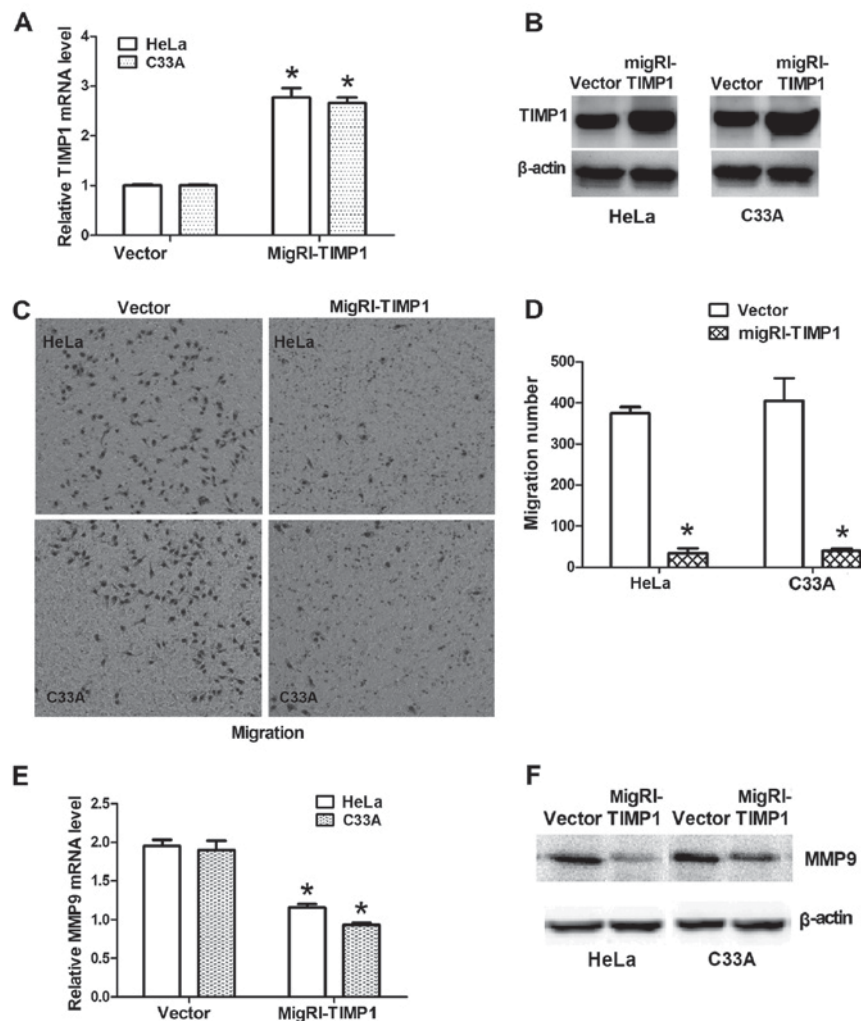 A
Relative TIMP1 mRNA level
4
3
2
1
0
HeLa
C33A
*
*
Vector
MigRI-TIMP1
B
Vector
migRI-
TIMP1
Vector
migRI-
TIMP1
TIMP1
β-actin
HeLa
C33A
C
Vector
MigRI-TIMP1
HeLa
HeLa
C33A
C33A
Migration
D
Vector
migRI-TIMP1
Migration number
500
400
300
200
100
0
*
*
HeLa
C33A
E
Relative MMP9 mRNA level
2.5
2.0
1.5
1.0
0.5
0.0
HeLa
C33A
*
*
Vector
MigRI-TIMP1
F
Vector
MigRI-
TIMP1
Vector
MigRI-
TIMP1
MMP9
β-actin
HeLa
C33A